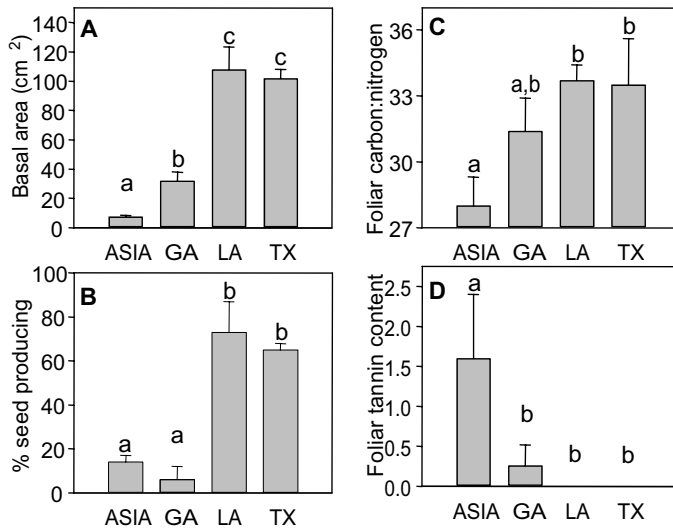 A
Basal area (cm 2)
140
120
100
80
60
40
20
0
a
b
c
c
ASIA GA LA TX
C
Foliar carbon:nitrogen
36
33
30
27
a
a,b
b
b
ASIA GA LA TX
B
% seed producing
100
80
60
40
20
0
a
a
b
b
ASIA GA LA TX
D
Foliar tannin content
2.5
2.0
1.5
1.0
0.5
0.0
a
b
b
b
ASIA GA LA TX